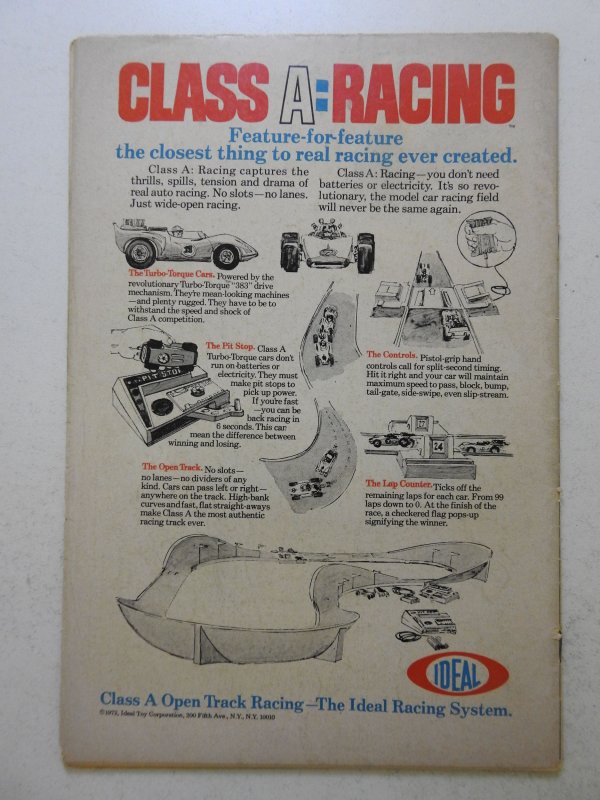 CLASS A:RACING
TM
Feature-for-feature
the closest thing to real racing ever created.
Class A: Racing captures the
thrills, spills, tension and drama of
real auto racing. No slots—no lanes.
Just wide-open racing.
Class A: Racing—you don't need
batteries or electricity. It's so revo-
lutionary, the model car racing field
will never be the same again.
The Turbo-Torque Cars. Powered by the
revolutionary Turbo-Torque "383" drive
mechanism. They're mean-looking machines
—and plenty rugged. They have to be to
withstand the speed and shock of
Class A competition.
The Pit Stop. Class A
Turbo-Torque cars don't
run on batteries or
electricity. They must
make pit stops to
pick up power.
If you're fast
—you can be
back racing in
6 seconds. This can
mean the difference between
winning and losing.
PIT STOP
The Controls. Pistol-grip hand
controls call for split-second timing.
Hit it right and your car will maintain
maximum speed to pass, block, bump,
tail-gate, side-swipe, even slip-stream.
The Open Track. No slots—
no lanes—no dividers of any
kind. Cars can pass left or right—
anywhere on the track. High-bank
curves and fast, flat straight-aways
make Class A the most authentic
racing track ever.
24
The Lap Counter. Ticks off the
remaining laps for each car. From 99
laps down to 0. At the finish of the
race, a checkered flag pops-up
signifying the winner.
IDEAL
Class A Open Track Racing—The Ideal Racing System.
©1972, Ideal Toy Corporation, 200 Fifth Ave., N.Y., N.Y. 10010